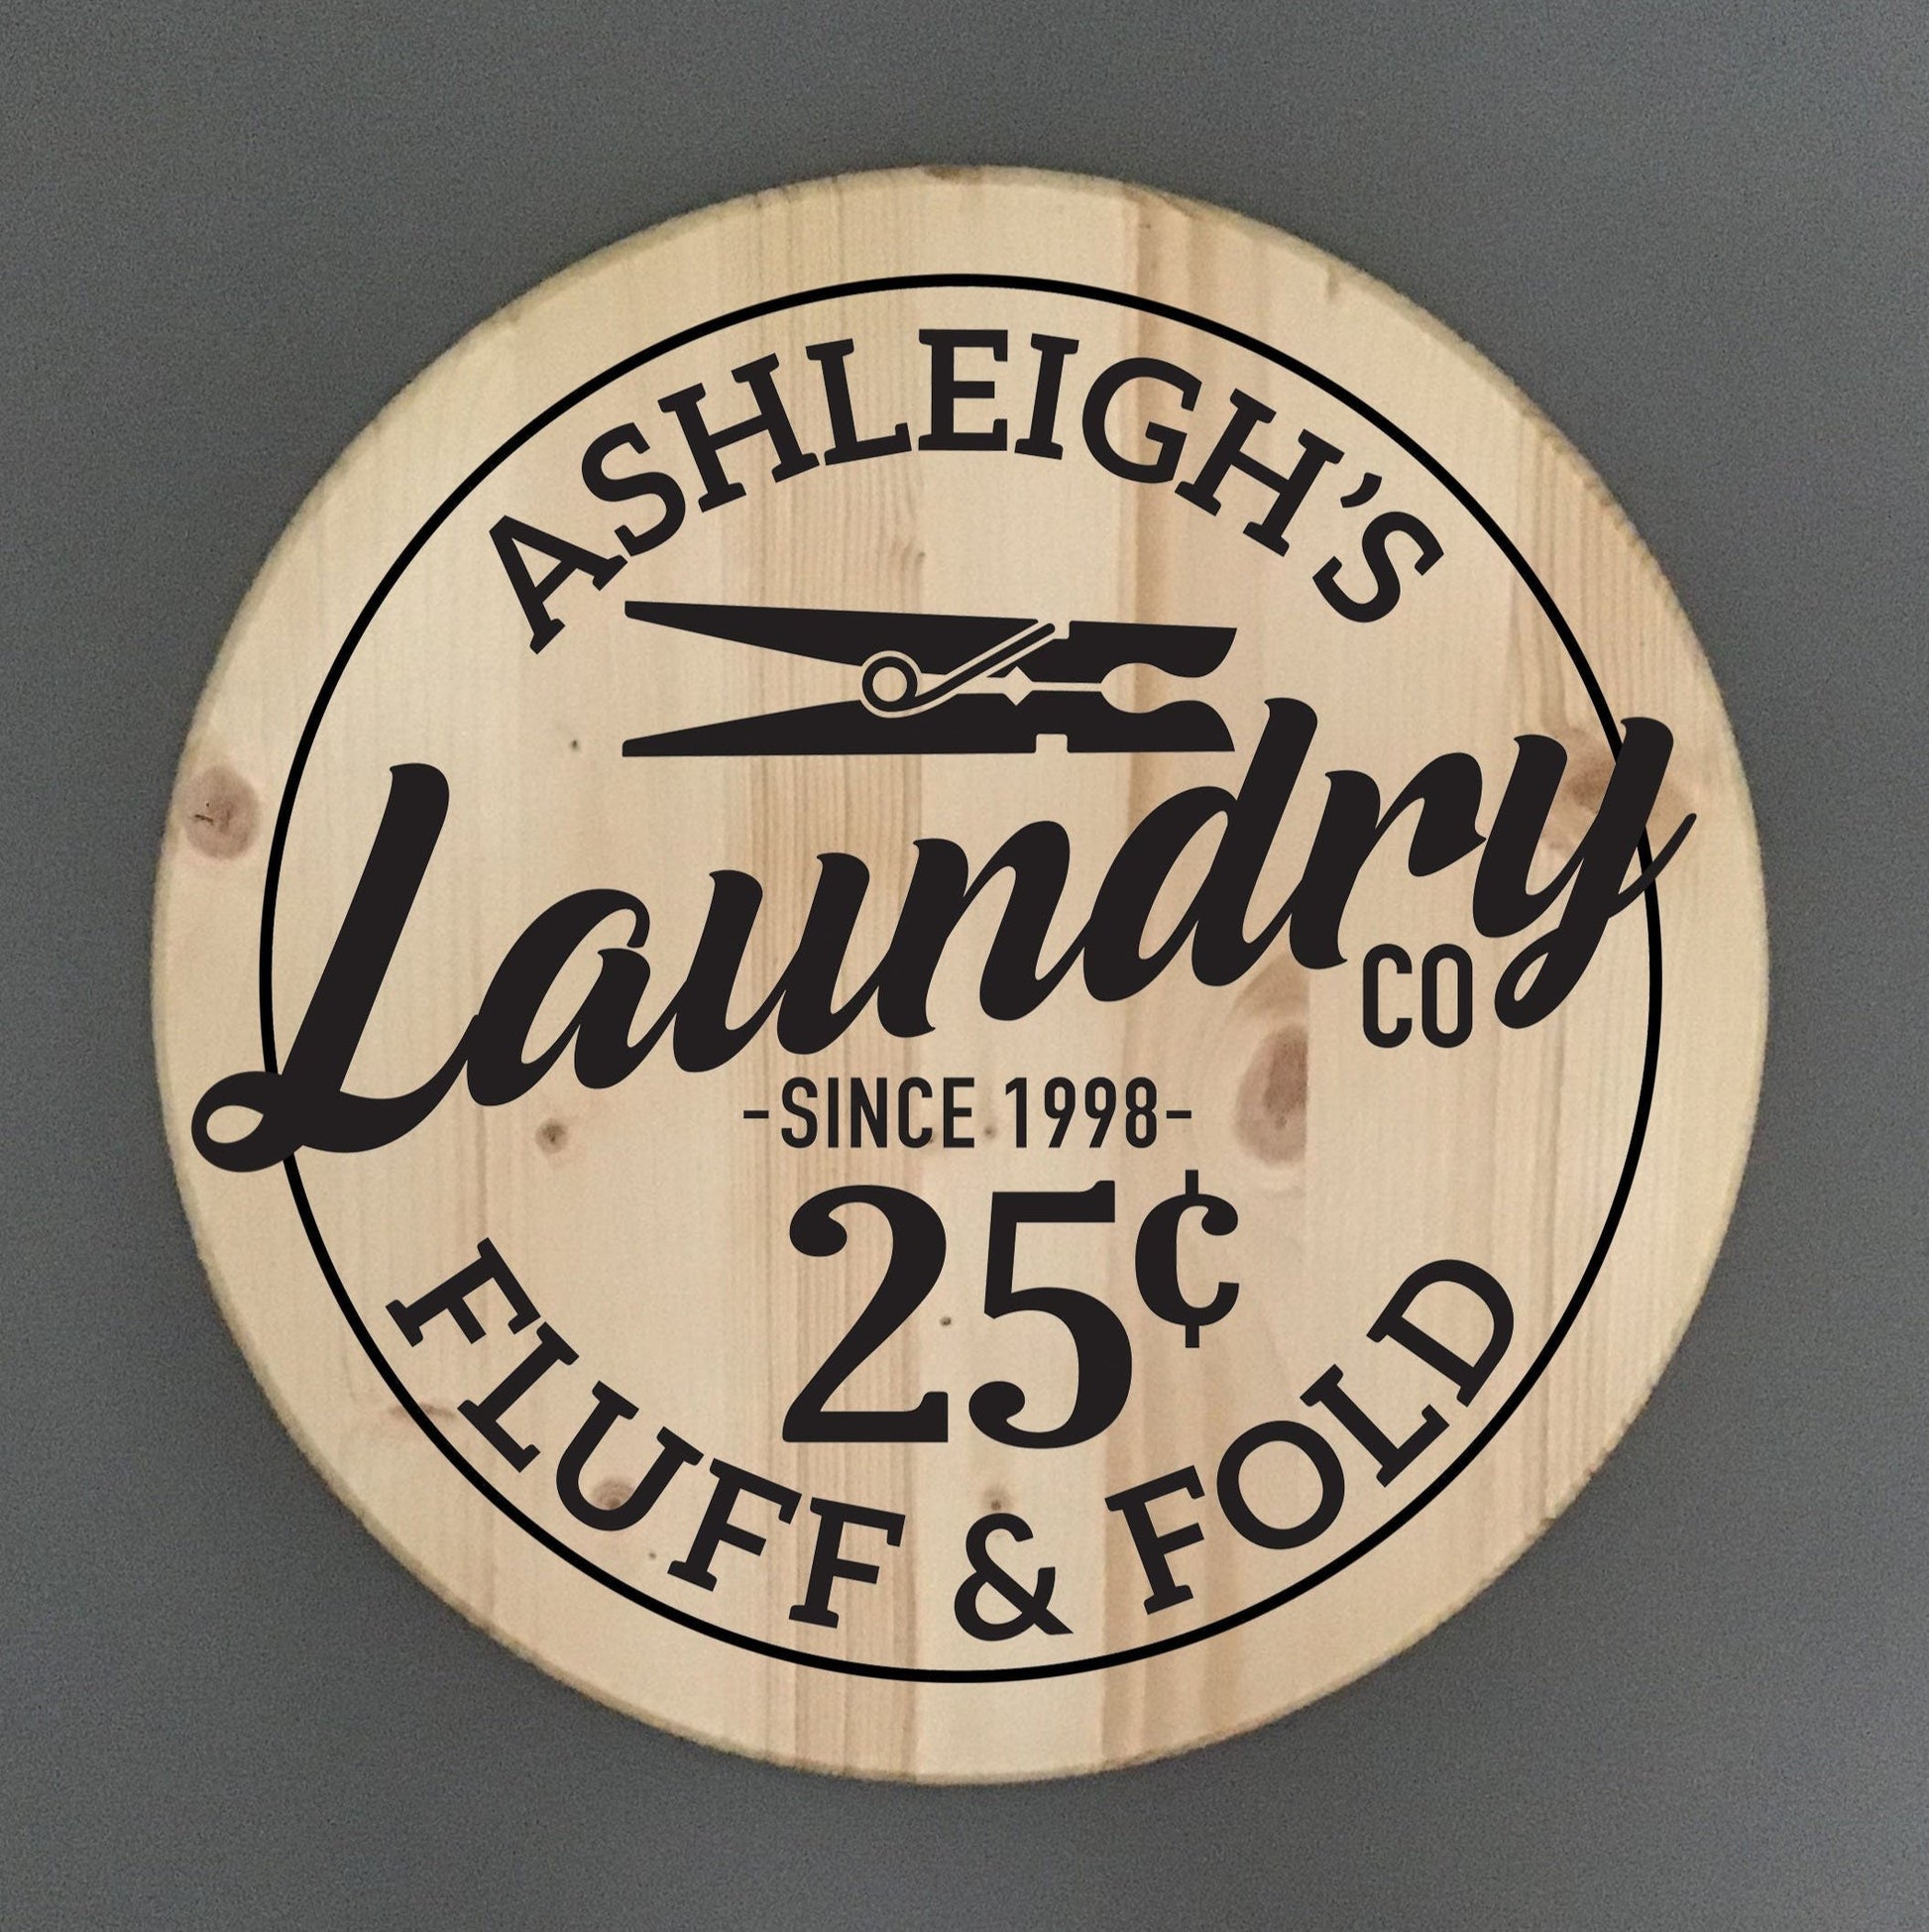 ASHLEIGH'S
Laundry
CO
-SINCE 1998-
25¢
FLUFF & FOLD